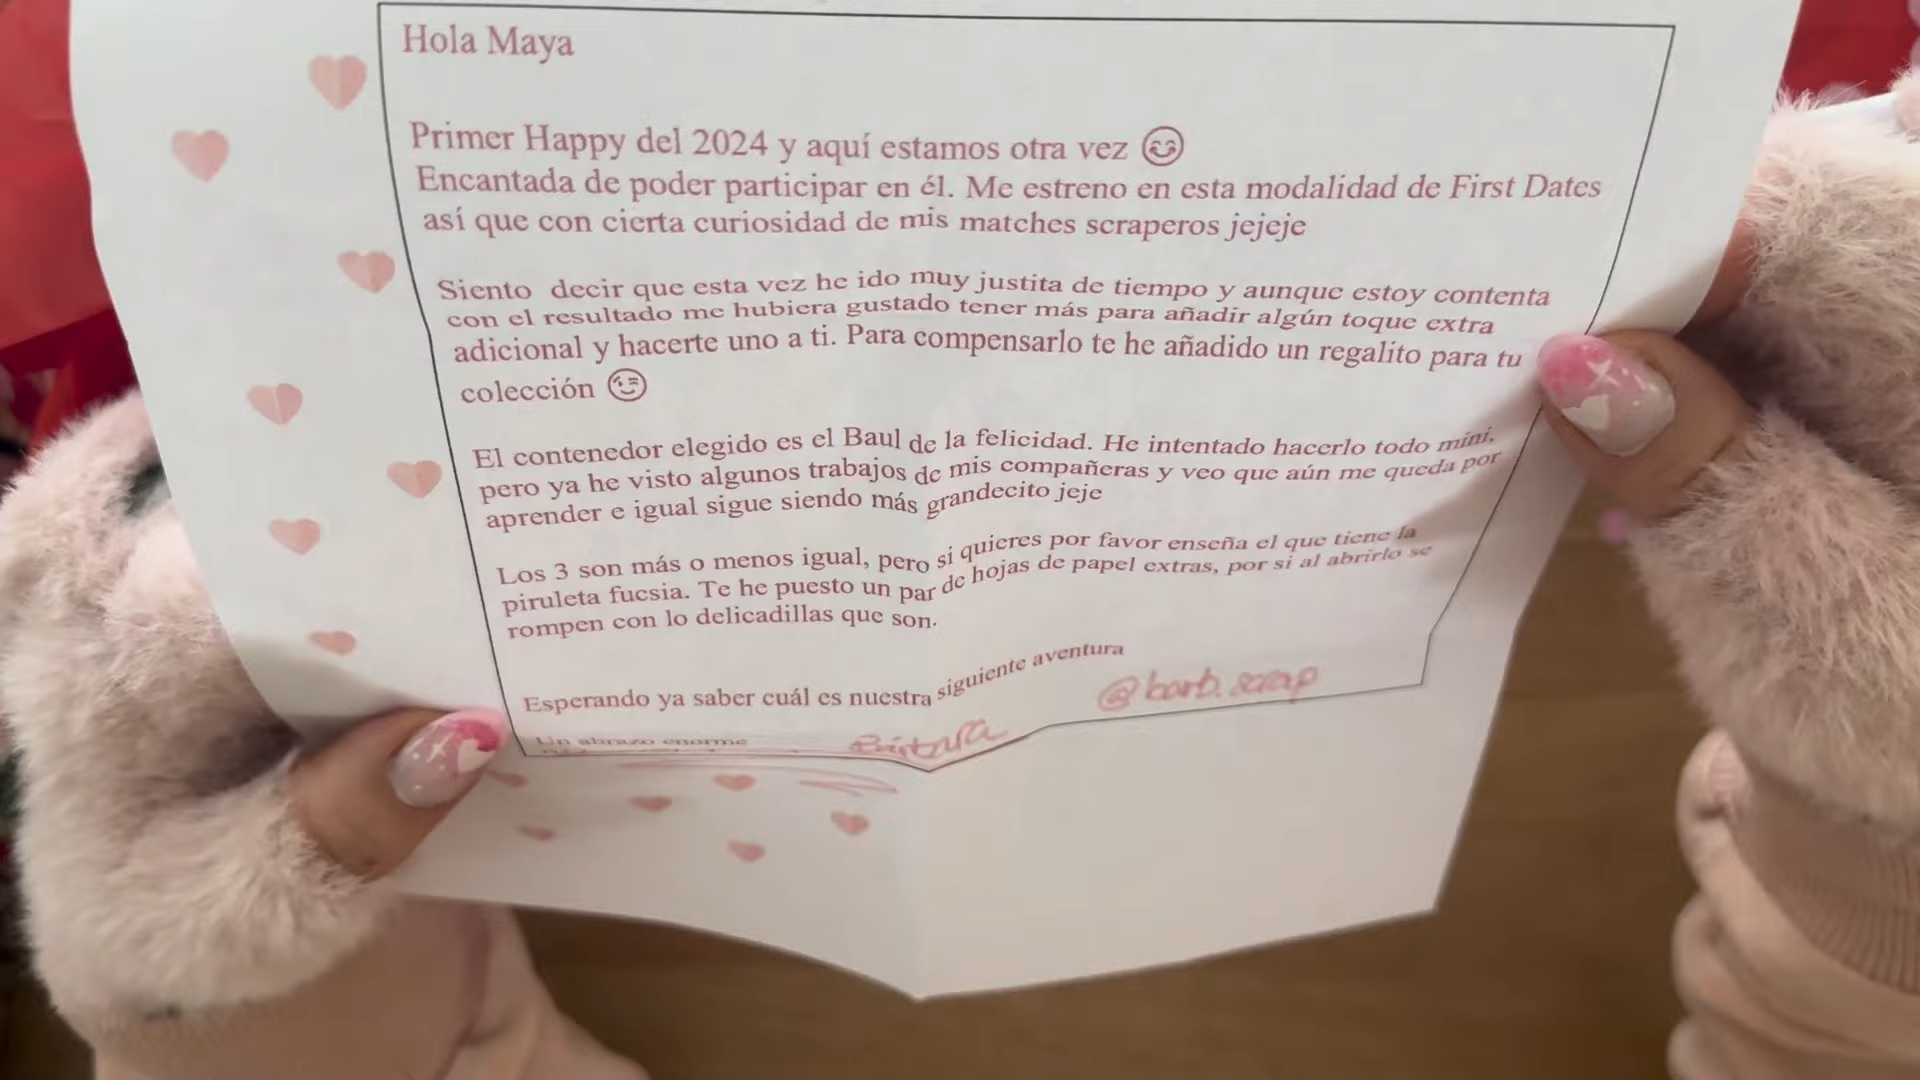 Hola Maya
Primer Happy del 2024 y aquí estamos otra vez 😊
Encantada de poder participar en él. Me estreno en esta modalidad de First Dates
así que con cierta curiosidad de mis matches scraperos jejeje
Siento decir que esta vez he ido muy justita de tiempo y aunque estoy contenta
con el resultado me hubiera gustado tener más para añadir algún toque extra
adicional y hacerte uno a ti. Para compensarlo te he añadido un regalito para tu
colección 😉
El contenedor elegido es el Baul de la felicidad. He intentado hacerlo todo mini,
pero ya he visto algunos trabajos de mis compañeras y veo que aún me queda por
aprender e igual sigue siendo más grandecito jeje
Los 3 son más o menos igual, pero si quieres por favor enseña el que tiene la
piruleta fucsia. Te he puesto un par de hojas de papel extras, por si al abrirlo se
rompen con lo delicadillas que son.
Esperando ya saber cuál es nuestra siguiente aventura
@barb.scrap
Un abrazo enorme